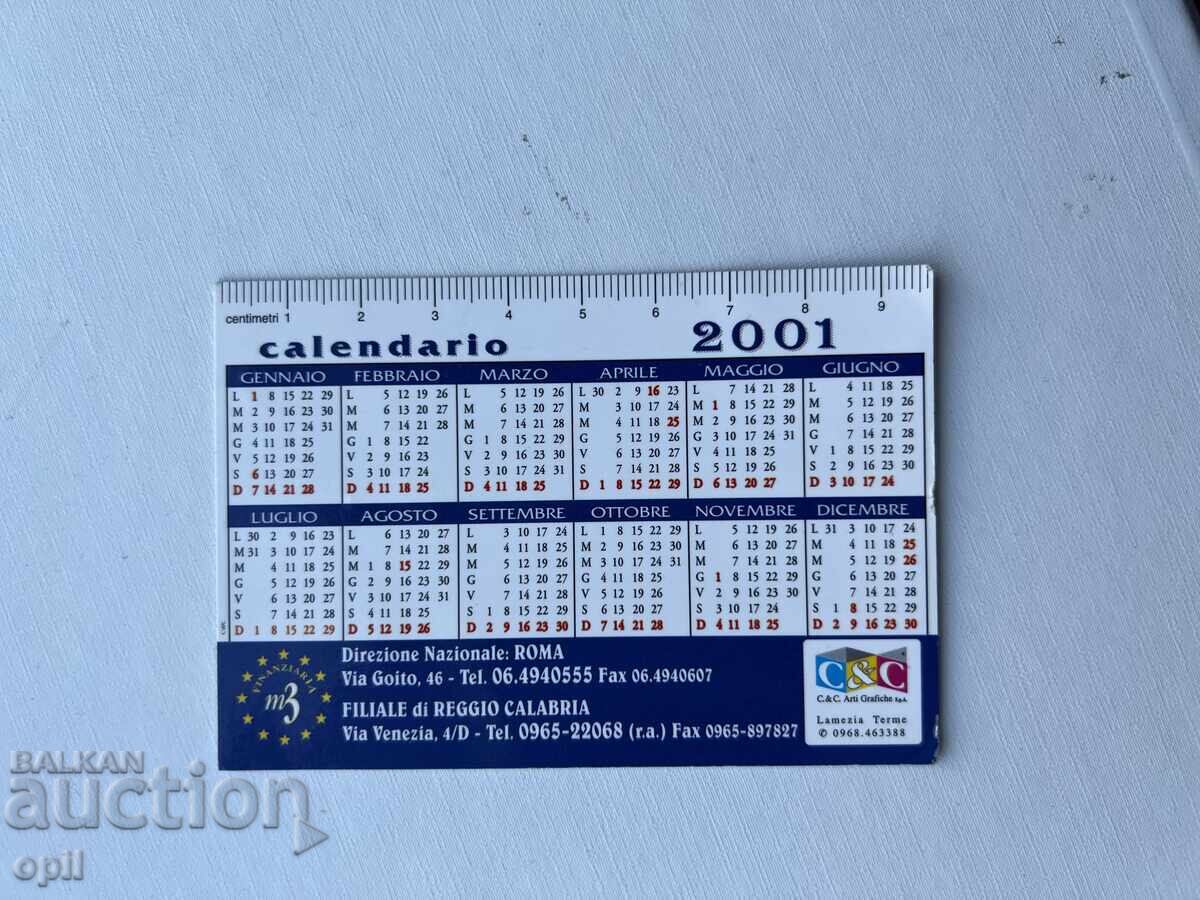 centimetri 1 2 3 4 5 6 7 8 9
calendario 2001
GENNAIO FEBBRAIO MARZO APRILE MAGGIO GIUGNO
L 1 8 15 22 29 L 5 12 19 26 L 5 12 19 26 L 30 2 9 16 23 L 7 14 21 28 L 4 11 18 25
M 2 9 16 23 30 M 6 13 20 27 M 6 13 20 27 M 3 10 17 24 M 1 8 15 22 29 M 5 12 19 26
M 3 10 17 24 31 M 7 14 21 28 M 7 14 21 28 M 4 11 18 25 M 2 9 16 23 30 M 6 13 20 27
G 4 11 18 25 G 1 8 15 22 G 1 8 15 22 29 G 5 12 19 26 G 3 10 17 24 31 G 7 14 21 28
V 5 12 19 26 V 2 9 16 23 V 2 9 16 23 30 V 6 13 20 27 V 4 11 18 25 V 1 8 15 22 29
S 6 13 20 27 S 3 10 17 24 S 3 10 17 24 31 S 7 14 21 28 S 5 12 19 26 S 2 9 16 23 30
D 7 14 21 28 D 4 11 18 25 D 4 11 18 25 D 1 8 15 22 29 D 6 13 20 27 D 3 10 17 24
LUGLIO AGOSTO SETTEMBRE OTTOBRE NOVEMBRE DICEMBRE
L 30 2 9 16 23 L 6 13 20 27 L 3 10 17 24 L 1 8 15 22 29 L 5 12 19 26 L 31 3 10 17 24
M 31 3 10 17 24 M 7 14 21 28 M 4 11 18 25 M 2 9 16 23 30 M 6 13 20 27 M 4 11 18 25
M 4 11 18 25 M 1 8 15 22 29 M 5 12 19 26 M 3 10 17 24 31 M 7 14 21 28 M 5 12 19 26
G 5 12 19 26 G 2 9 16 23 30 G 6 13 20 27 G 4 11 18 25 G 1 8 15 22 29 G 6 13 20 27
V 6 13 20 27 V 3 10 17 24 31 V 7 14 21 28 V 5 12 19 26 V 2 9 16 23 30 V 7 14 21 28
S 7 14 21 28 S 4 11 18 25 S 1 8 15 22 29 S 6 13 20 27 S 3 10 17 24 S 1 8 15 22 29
D 1 8 15 22 29 D 5 12 19 26 D 2 9 16 23 30 D 7 14 21 28 D 4 11 18 25 D 2 9 16 23 30
FINANZIARIA
m3
Direzione Nazionale: ROMA
Via Goito, 46 - Tel. 06.4940555 Fax 06.4940607
FILIALE di REGGIO CALABRIA
Via Venezia, 4/D - Tel. 0965-22068 (r.a.) Fax 0965-897827
C&C
C.&C. Arti Grafiche s.p.a.
Lamezia Terme
✆ 0968.463388
BALKAN
auction
opil